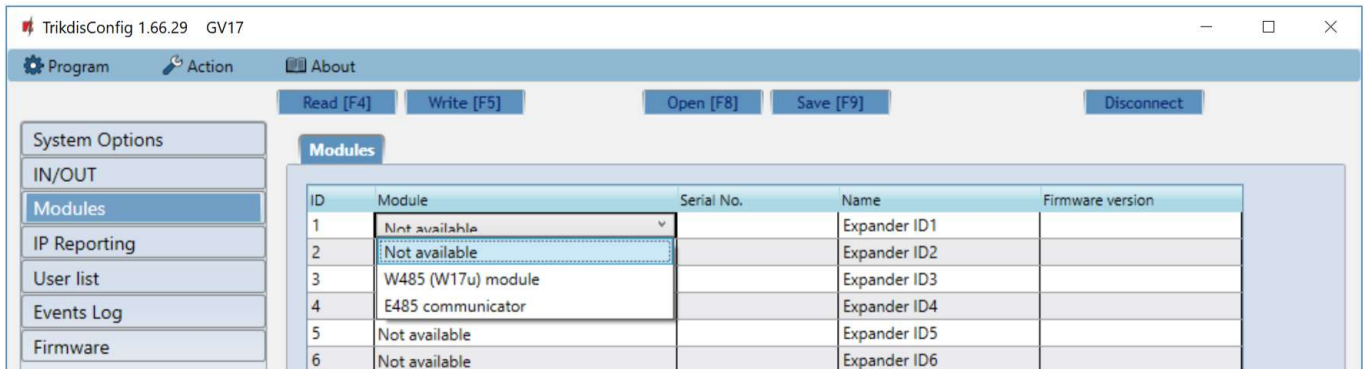 TrikdisConfig 1.66.29 GV17
Program Action About
Read [F4] Write [F5] Open [F8] Save [F9] Disconnect
System Options
IN/OUT
Modules
IP Reporting
User list
Events Log
Firmware
Modules
ID Module Serial No. Name Firmware version
1 Not available Expander ID1
2 Not available Expander ID2
3 W485 (W17u) module Expander ID3
4 E485 communicator Expander ID4
5 Not available Expander ID5
6 Not available Expander ID6